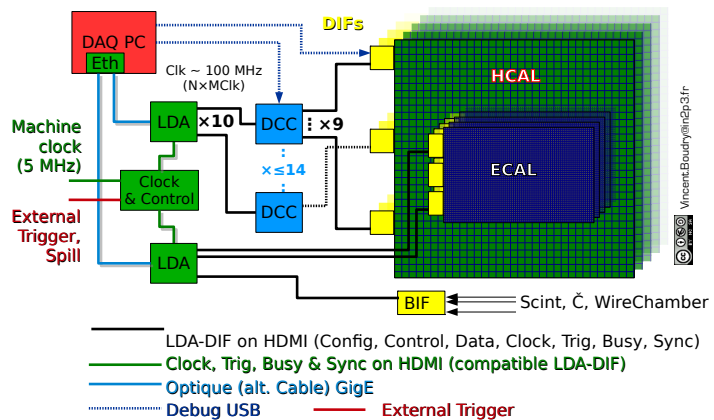 DAQ PC
Eth
DIFs
Clk ~ 100 MHz
(N×MClk)
HCAL
LDA
×10
DCC
×9
Machine
clock
(5 MHz)
×≤14
ECAL
Clock
& Control
DCC
External
Trigger,
Spill
LDA
BIF
Scint, Č, WireChamber
Vincent.Boudry@in2p3.fr
LDA-DIF on HDMI (Config, Control, Data, Clock, Trig, Busy, Sync)
Clock, Trig, Busy & Sync on HDMI (compatible LDA-DIF)
Optique (alt. Cable) GigE
Debug USB
External Trigger